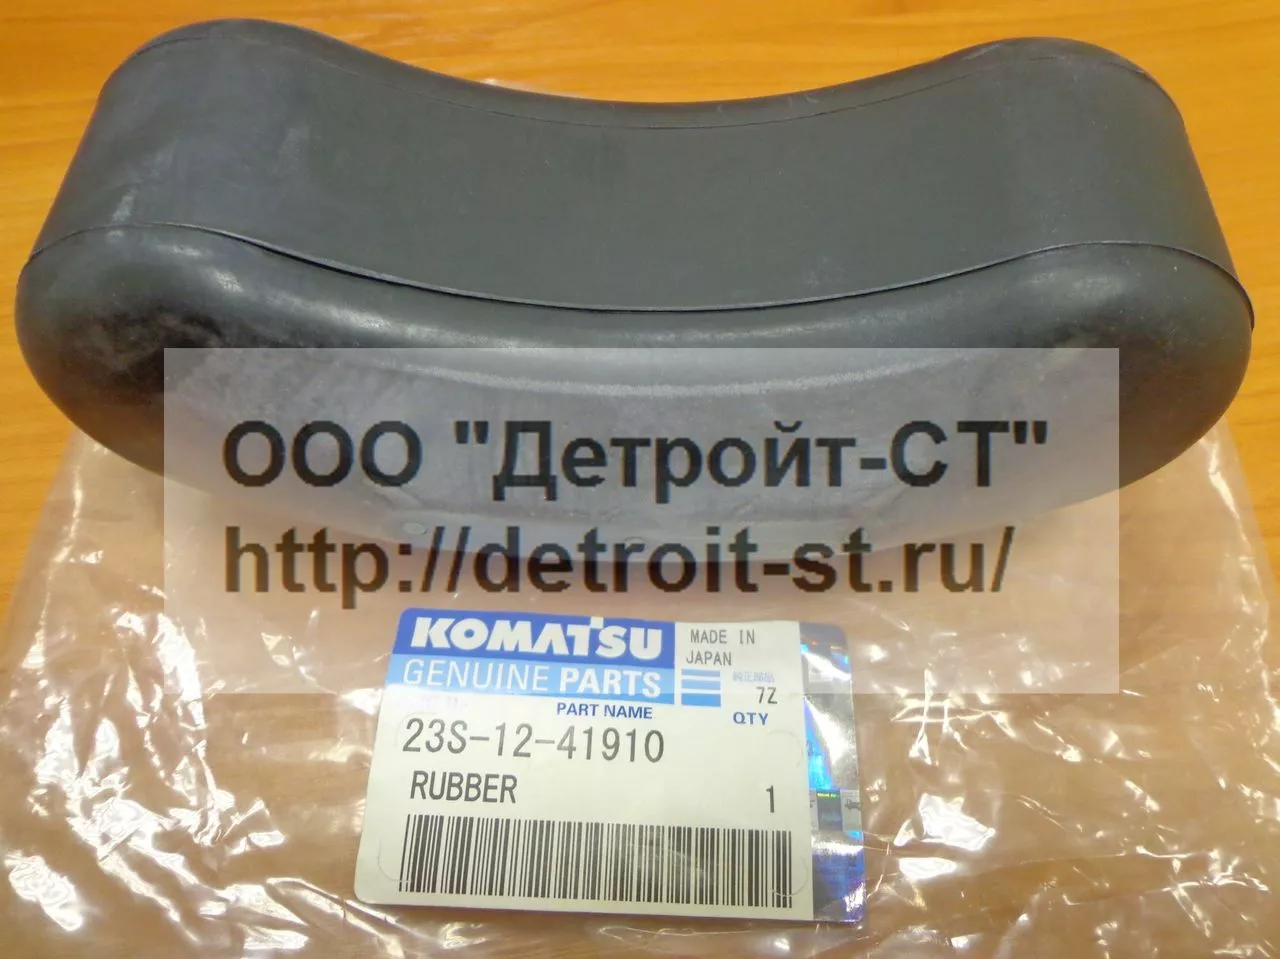 ООО "Детройт-СТ"
http://detroit-st.ru/
KOMATSU
GENUINE PARTS
MADE IN
JAPAN
7Z
PART NAME
QTY
23S-12-41910
RUBBER
1